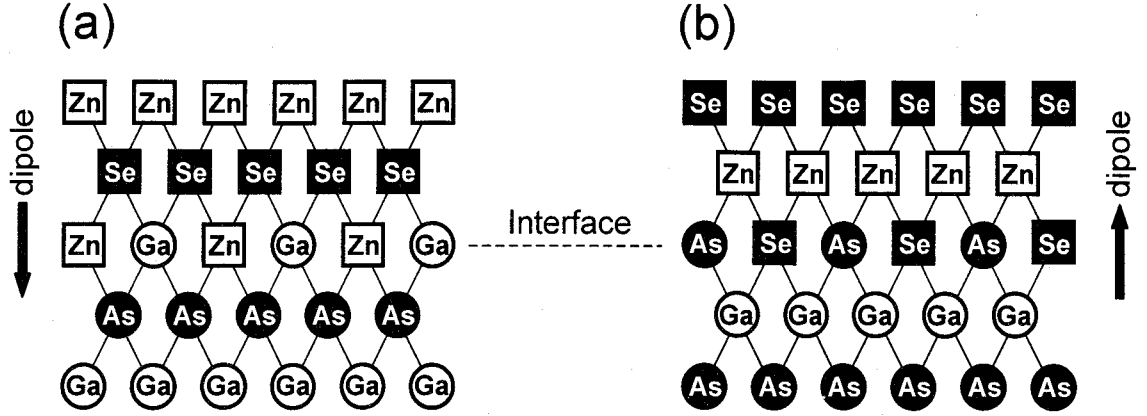 (a)
Zn Zn Zn Zn Zn Zn
Se Se Se Se Se
Zn Ga Zn Ga Zn Ga
As As As As As
Ga Ga Ga Ga Ga Ga
dipole
Interface
(b)
Se Se Se Se Se Se
Zn Zn Zn Zn Zn
As Se As Se As Se
Ga Ga Ga Ga Ga
As As As As As As
dipole